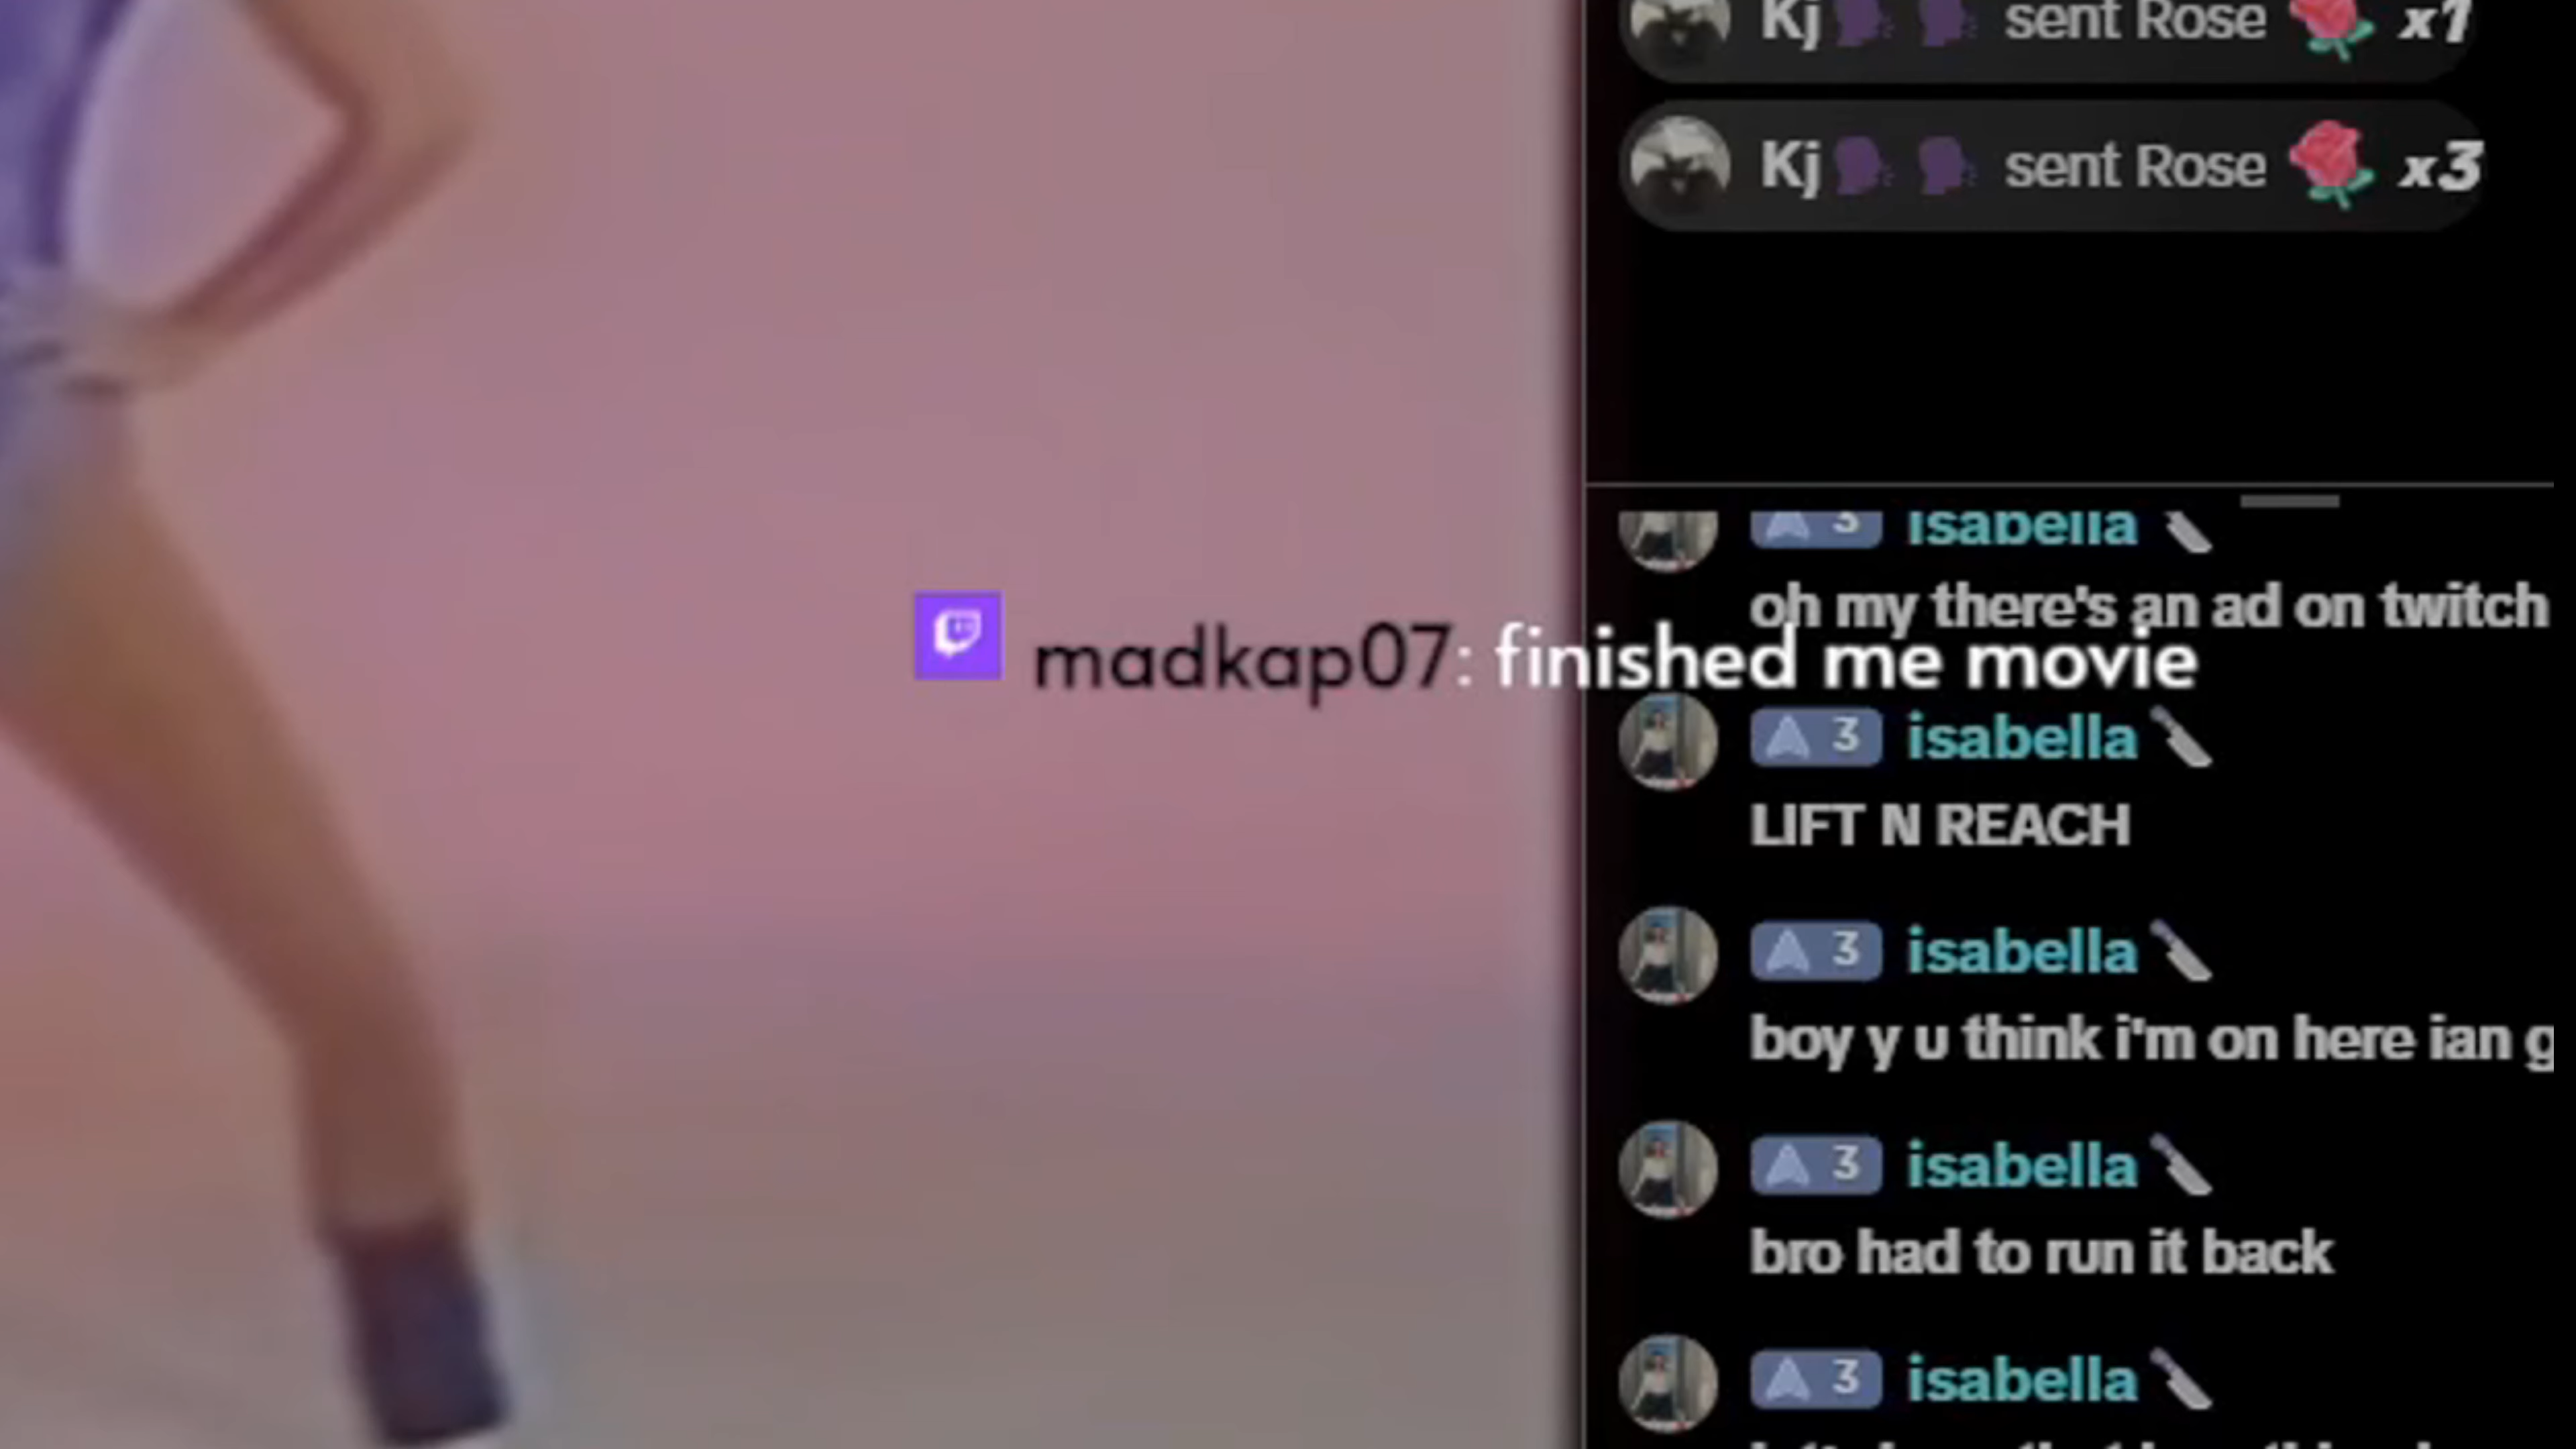 Kj sent Rose x1
Kj sent Rose x3
3 isabella
oh my there's an ad on twitch
madkap07: finished me movie
3 isabella
LIFT N REACH
3 isabella
boy y u think i'm on here ian g
3 isabella
bro had to run it back
3 isabella